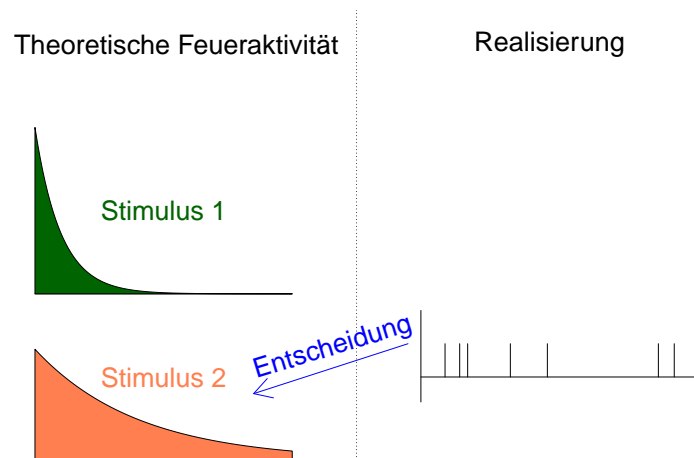 Theoretische Feueraktivität
Realisierung
Stimulus 1
Entscheidung
Stimulus 2